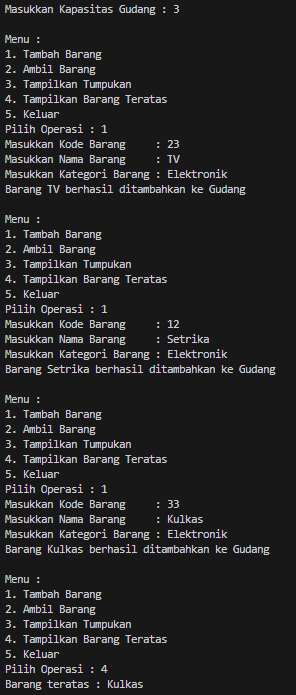 Masukkan Kapasitas Gudang : 3

Menu :
1. Tambah Barang
2. Ambil Barang
3. Tampilkan Tumpukan
4. Tampilkan Barang Teratas
5. Keluar
Pilih Operasi : 1
Masukkan Kode Barang     : 23
Masukkan Nama Barang     : TV
Masukkan Kategori Barang : Elektronik
Barang TV berhasil ditambahkan ke Gudang

Menu :
1. Tambah Barang
2. Ambil Barang
3. Tampilkan Tumpukan
4. Tampilkan Barang Teratas
5. Keluar
Pilih Operasi : 1
Masukkan Kode Barang     : 12
Masukkan Nama Barang     : Setrika
Masukkan Kategori Barang : Elektronik
Barang Setrika berhasil ditambahkan ke Gudang

Menu :
1. Tambah Barang
2. Ambil Barang
3. Tampilkan Tumpukan
4. Tampilkan Barang Teratas
5. Keluar
Pilih Operasi : 1
Masukkan Kode Barang     : 33
Masukkan Nama Barang     : Kulkas
Masukkan Kategori Barang : Elektronik
Barang Kulkas berhasil ditambahkan ke Gudang

Menu :
1. Tambah Barang
2. Ambil Barang
3. Tampilkan Tumpukan
4. Tampilkan Barang Teratas
5. Keluar
Pilih Operasi : 4
Barang teratas : Kulkas